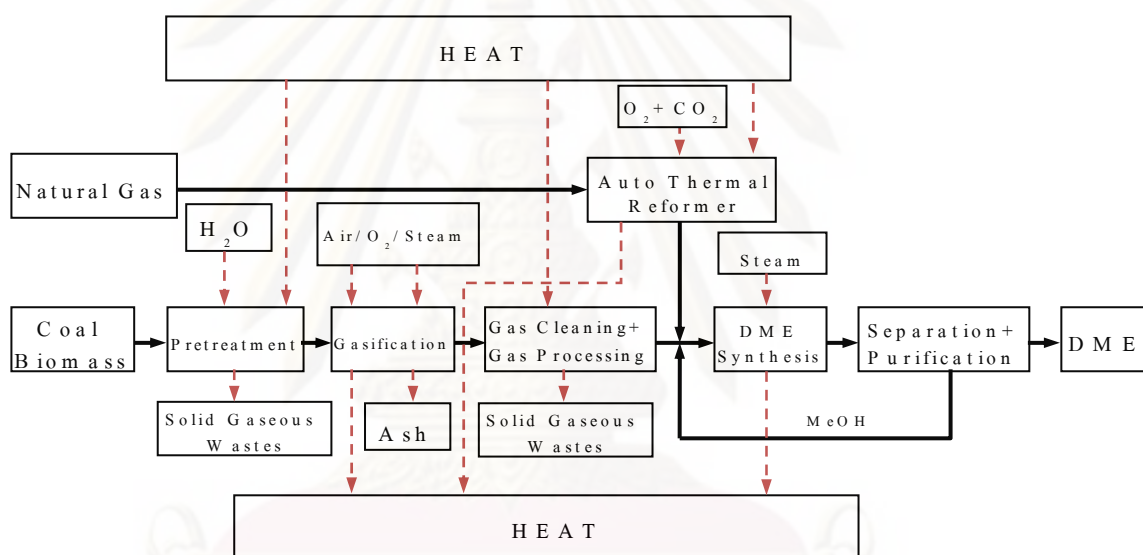 HEAT
O₂+ CO₂
Natural Gas
Auto Thermal
Reformer
H₂O
Air/ O₂/ Steam
Steam
Coal
Biomass
Pretreatment
Gasification
Gas Cleaning+
Gas Processing
DME
Synthesis
Separation+
Purification
DME
Solid Gaseous
Wastes
Ash
Solid Gaseous
Wastes
MeOH
HEAT